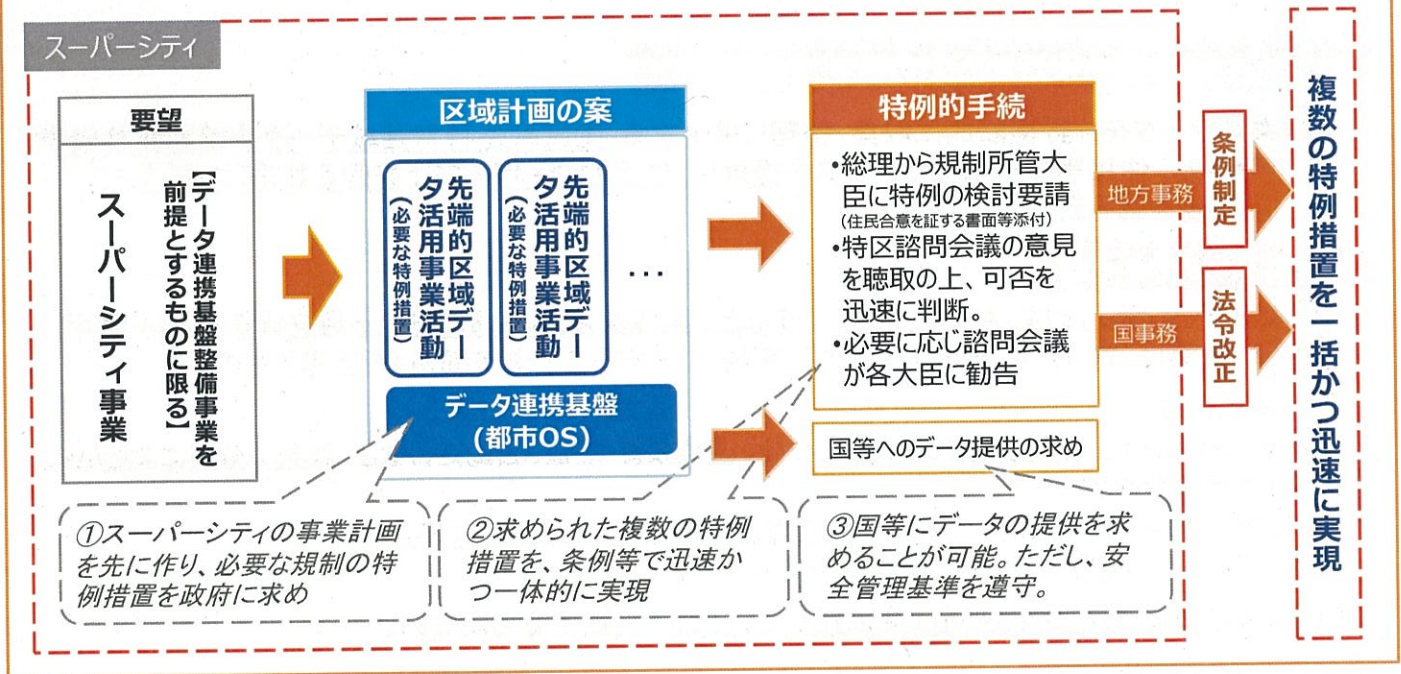 スーパーシティ
要望
【データ連携基盤整備事業を
前提とするものに限る】
スーパーシティ事業
区域計画の案
先端的区域デー
タ活用事業活動
(必要な特例措置)
先端的区域デー
タ活用事業活動
(必要な特例措置)
…
データ連携基盤
(都市OS)
特例的手続
・総理から規制所管大
臣に特例の検討要請
(住民合意を証する書面等添付)
・特区諮問会議の意見
を聴取の上、可否を
迅速に判断。
・必要に応じ諮問会議
が各大臣に勧告
国等へのデータ提供の求め
地方事務
条例制定
国事務
法令改正
複数の特例措置を一括かつ迅速に実現
①スーパーシティの事業計画
を先に作り、必要な規制の特
例措置を政府に求め
②求められた複数の特例
措置を、条例等で迅速か
つ一体的に実現
③国等にデータの提供を求
めることが可能。ただし、安
全管理基準を遵守。